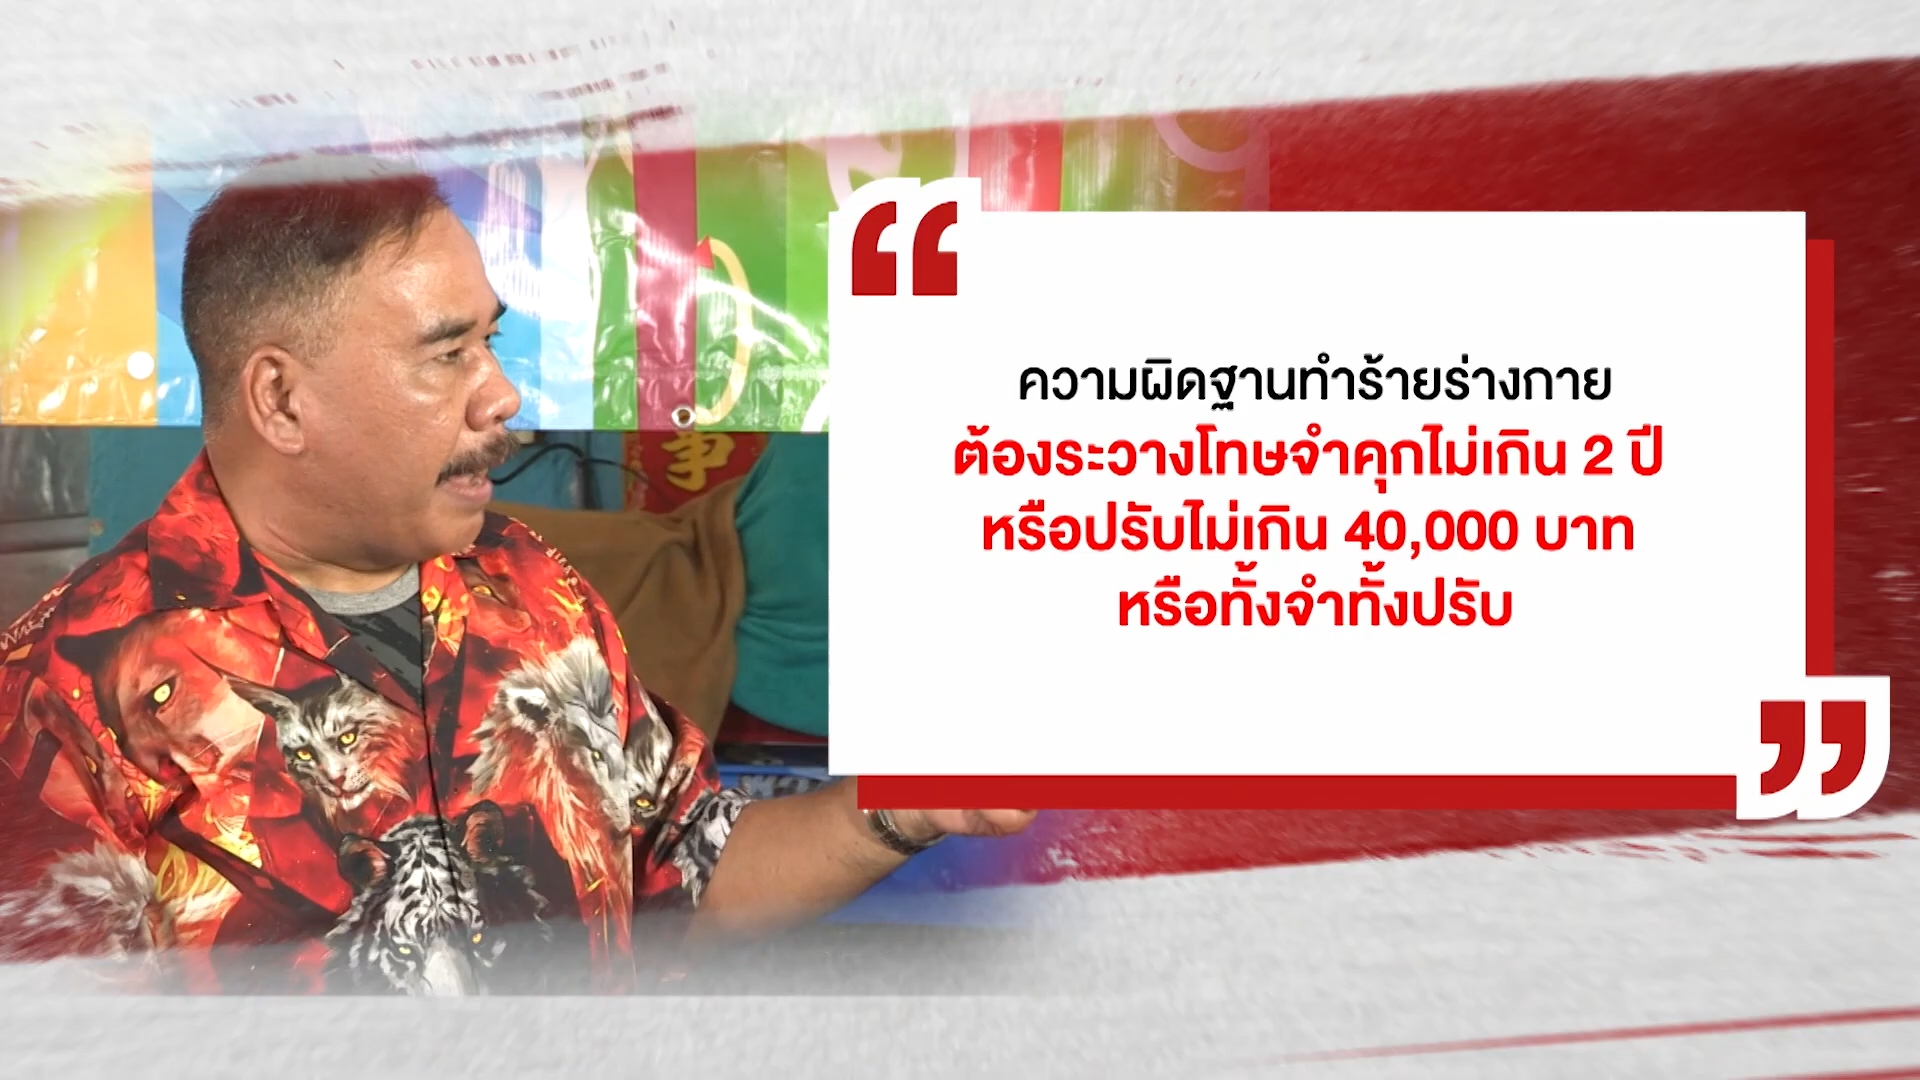 ความผิดฐานทำร้ายร่างกาย
ต้องระวางโทษจำคุกไม่เกิน 2 ปี
หรือปรับไม่เกิน 40,000 บาท
หรือทั้งจำทั้งปรับ